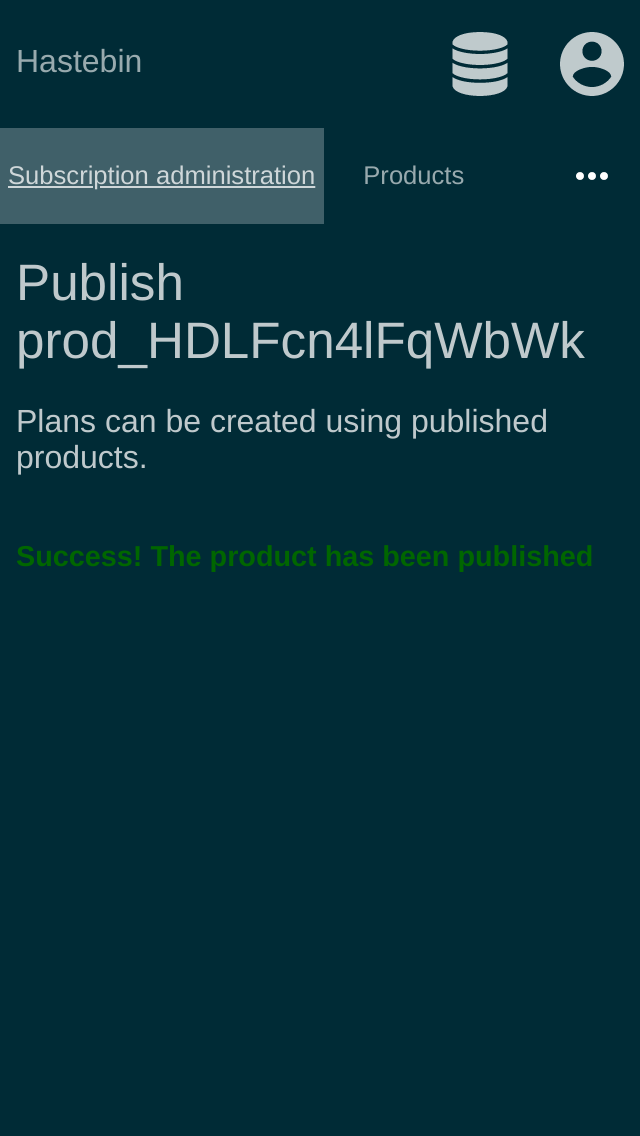 Hastebin
Subscription administration
Products
Publish
prod_HDLFcn4lFqWbWk
Plans can be created using published
products.
Success! The product has been published